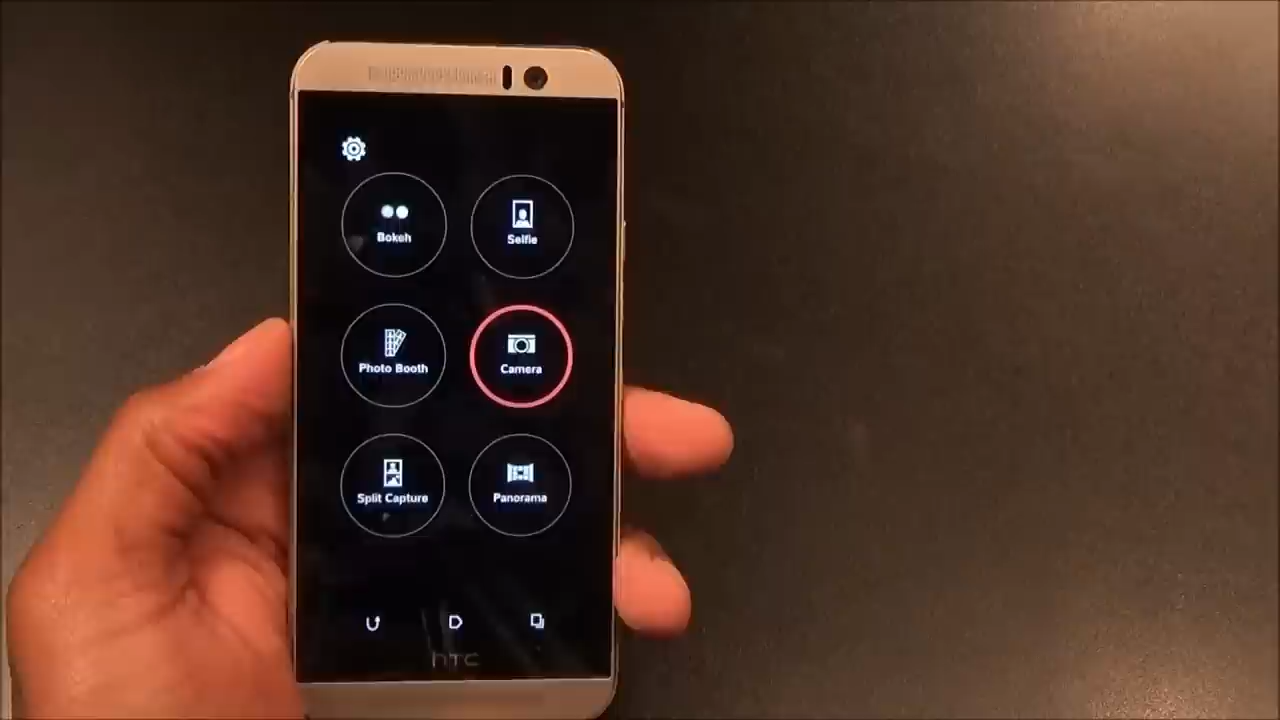 Bokeh
Selfie
Photo Booth
Camera
Split Capture
Panorama
hTC